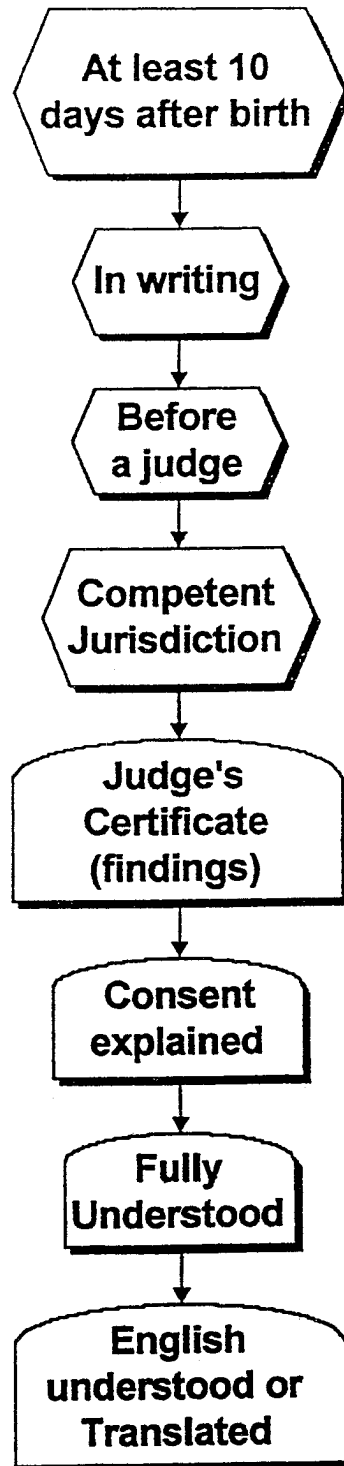 At least 10
days after birth
In writing
Before
a judge
Competent
Jurisdiction
Judge's
Certificate
(findings)
Consent
explained
Fully
Understood
English
understood or
Translated